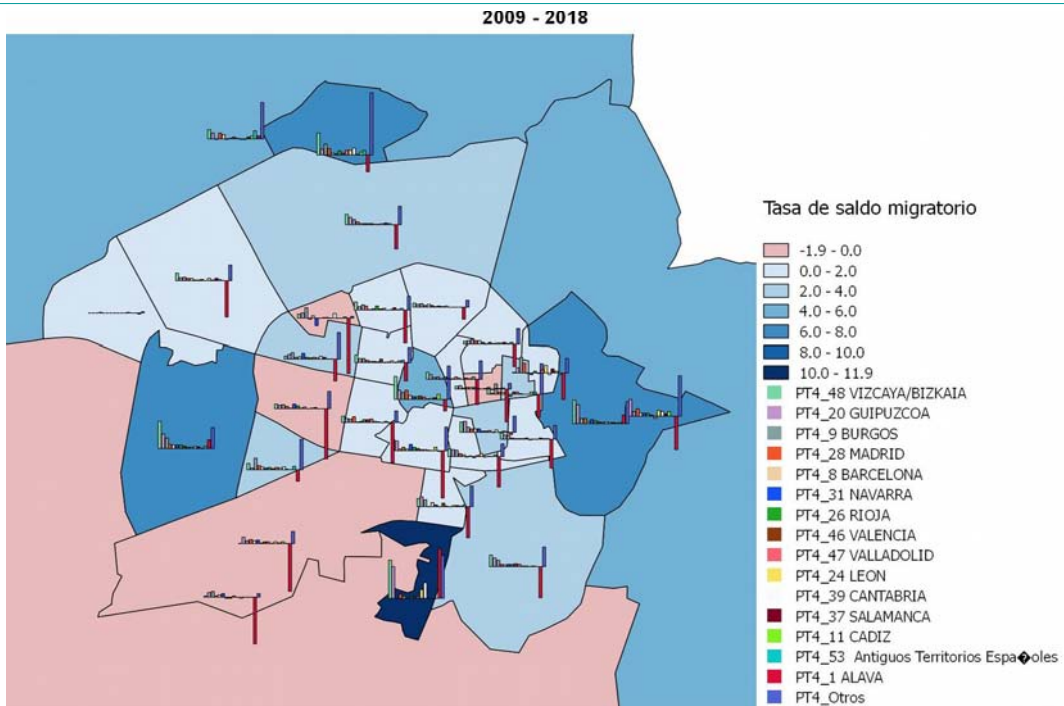 2009 - 2018
Tasa de saldo migratorio
-1.9 - 0.0
0.0 - 2.0
2.0 - 4.0
4.0 - 6.0
6.0 - 8.0
8.0 - 10.0
10.0 - 11.9
PT4_48 VIZCAYA/BIZKAIA
PT4_20 GUIPUZCOA
PT4_9 BURGOS
PT4_28 MADRID
PT4_8 BARCELONA
PT4_31 NAVARRA
PT4_26 RIOJA
PT4_46 VALENCIA
PT4_47 VALLADOLID
PT4_24 LEON
PT4_39 CANTABRIA
PT4_37 SALAMANCA
PT4_11 CADIZ
PT4_53 Antiguos Territorios Espa�oles
PT4_1 ALAVA
PT4_Otros